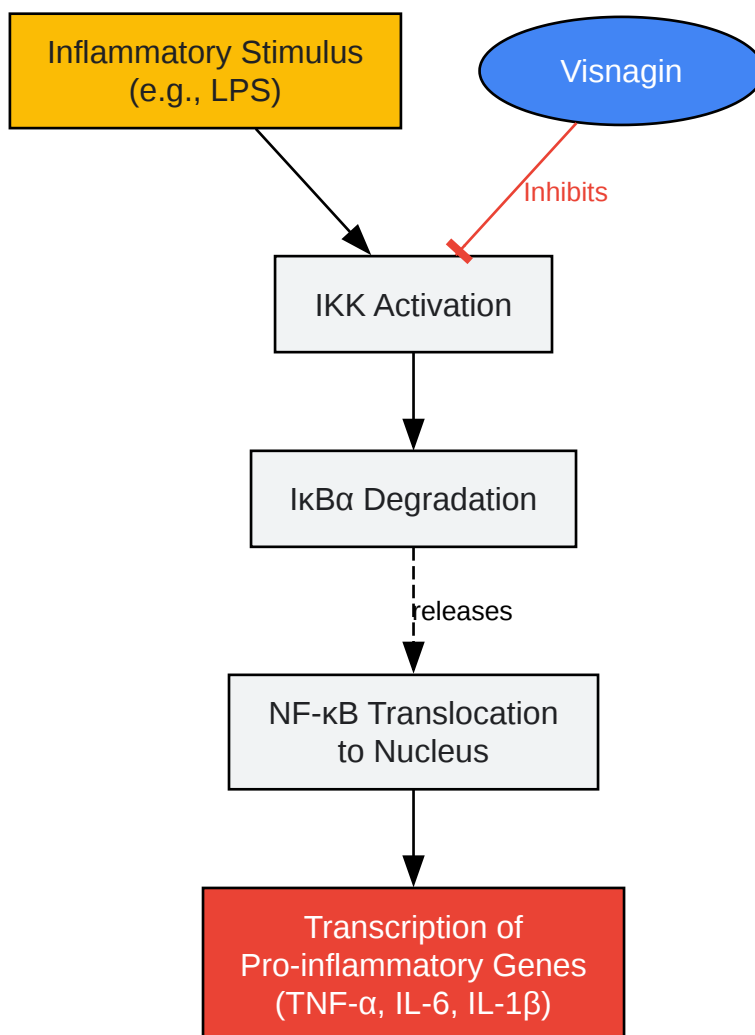 Inflammatory Stimulus
(e.g., LPS)
Visnagin
Inhibits
IKK Activation
IκBα Degradation
releases
NF-κB Translocation
to Nucleus
Transcription of
Pro-inflammatory Genes
(TNF-α, IL-6, IL-1β)